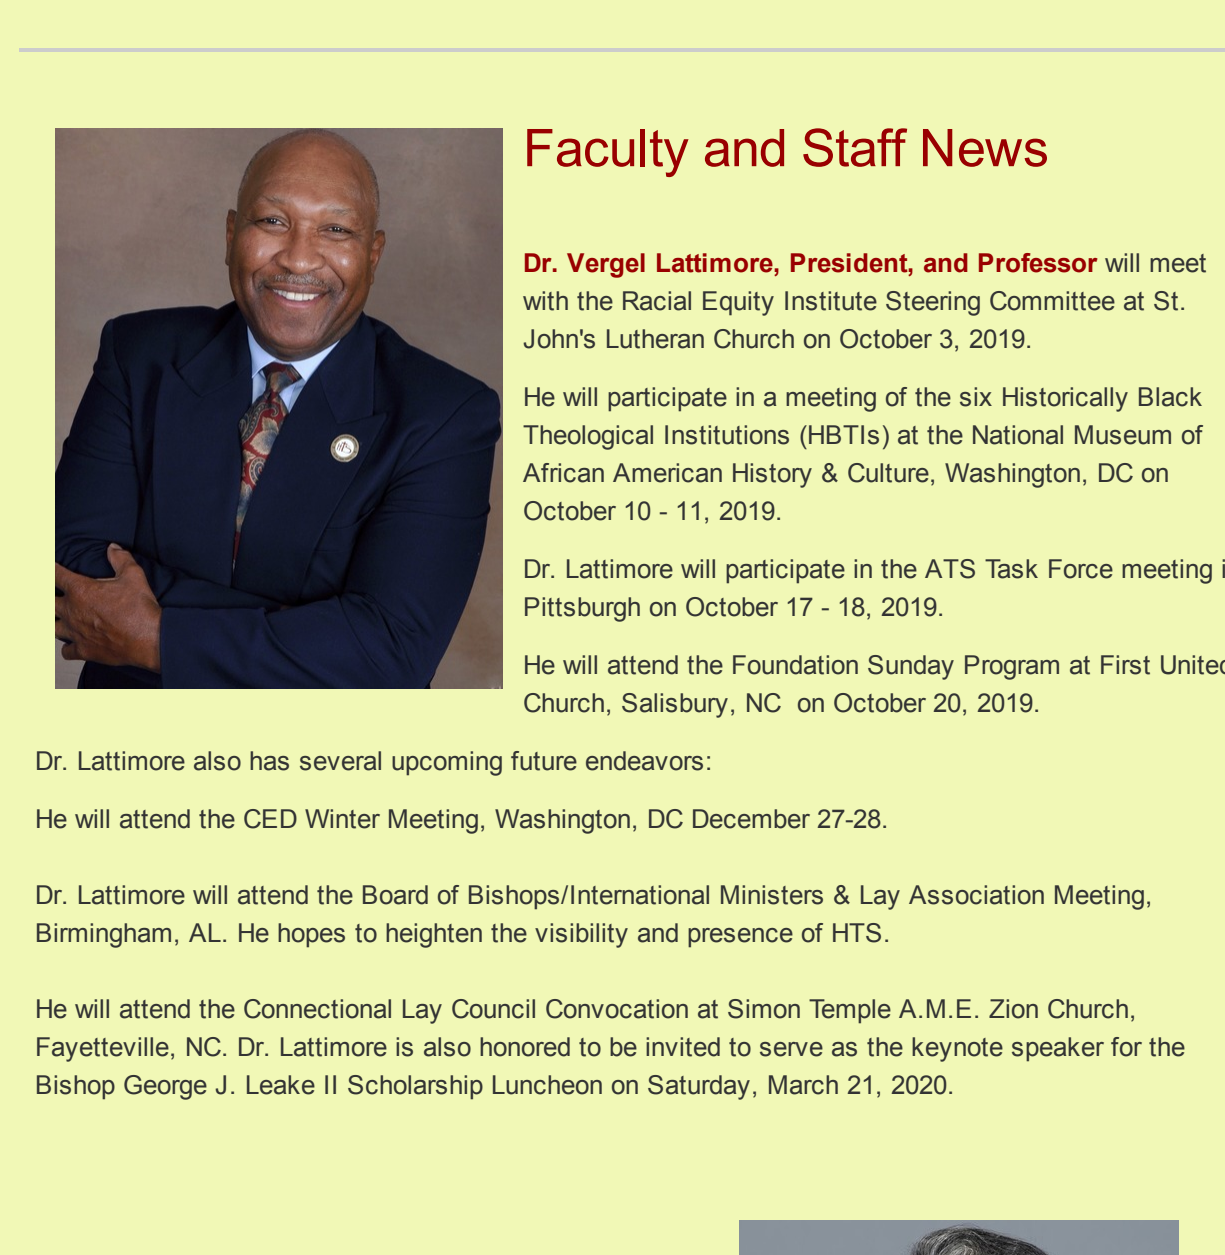 Faculty and Staff News
Dr. Vergel Lattimore, President, and Professor will meet
with the Racial Equity Institute Steering Committee at St.
John's Lutheran Church on October 3, 2019.
He will participate in a meeting of the six Historically Black
Theological Institutions (HBTIs) at the National Museum of
African American History & Culture, Washington, DC on
October 10 - 11, 2019.
Dr. Lattimore will participate in the ATS Task Force meeting
Pittsburgh on October 17 - 18, 2019.
He will attend the Foundation Sunday Program at First United
Church, Salisbury, NC  on October 20, 2019.
Dr. Lattimore also has several upcoming future endeavors:
He will attend the CED Winter Meeting, Washington, DC December 27-28.
Dr. Lattimore will attend the Board of Bishops/International Ministers & Lay Association Meeting,
Birmingham, AL. He hopes to heighten the visibility and presence of HTS.
He will attend the Connectional Lay Council Convocation at Simon Temple A.M.E. Zion Church,
Fayetteville, NC. Dr. Lattimore is also honored to be invited to serve as the keynote speaker for the
Bishop George J. Leake II Scholarship Luncheon on Saturday, March 21, 2020.